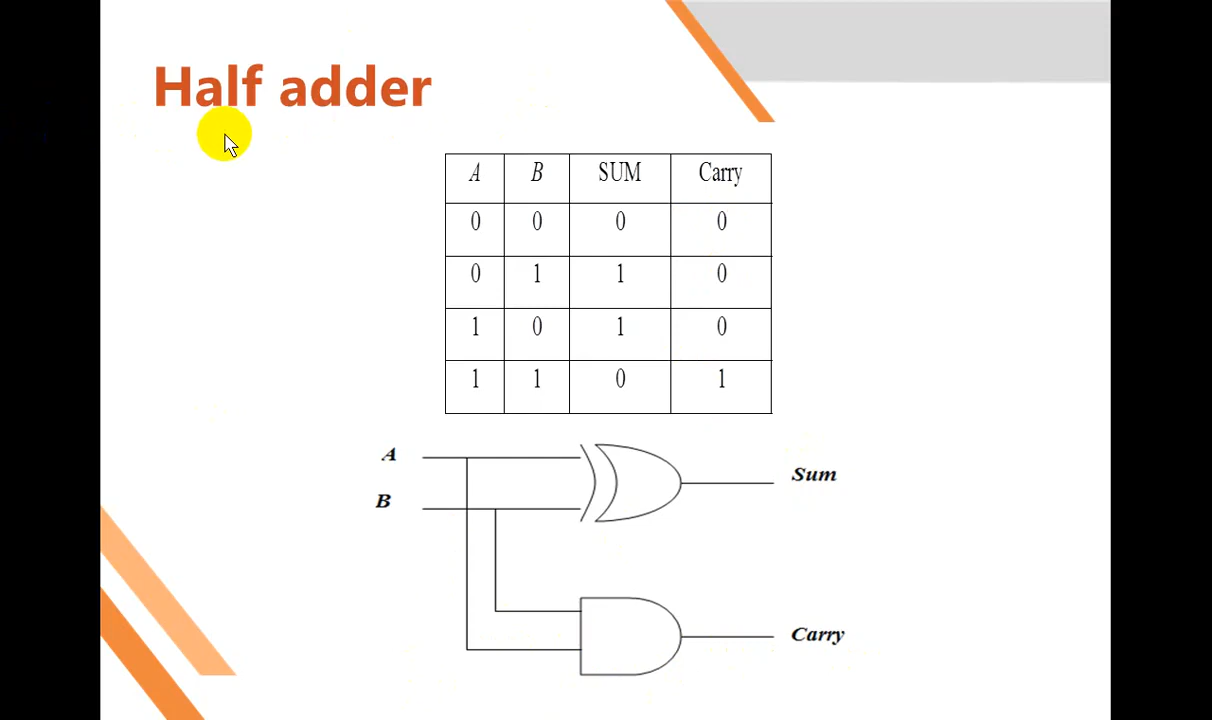 Half adder
A B SUM Carry
0 0 0 0
0 1 1 0
1 0 1 0
1 1 0 1
A
Sum
B
Carry